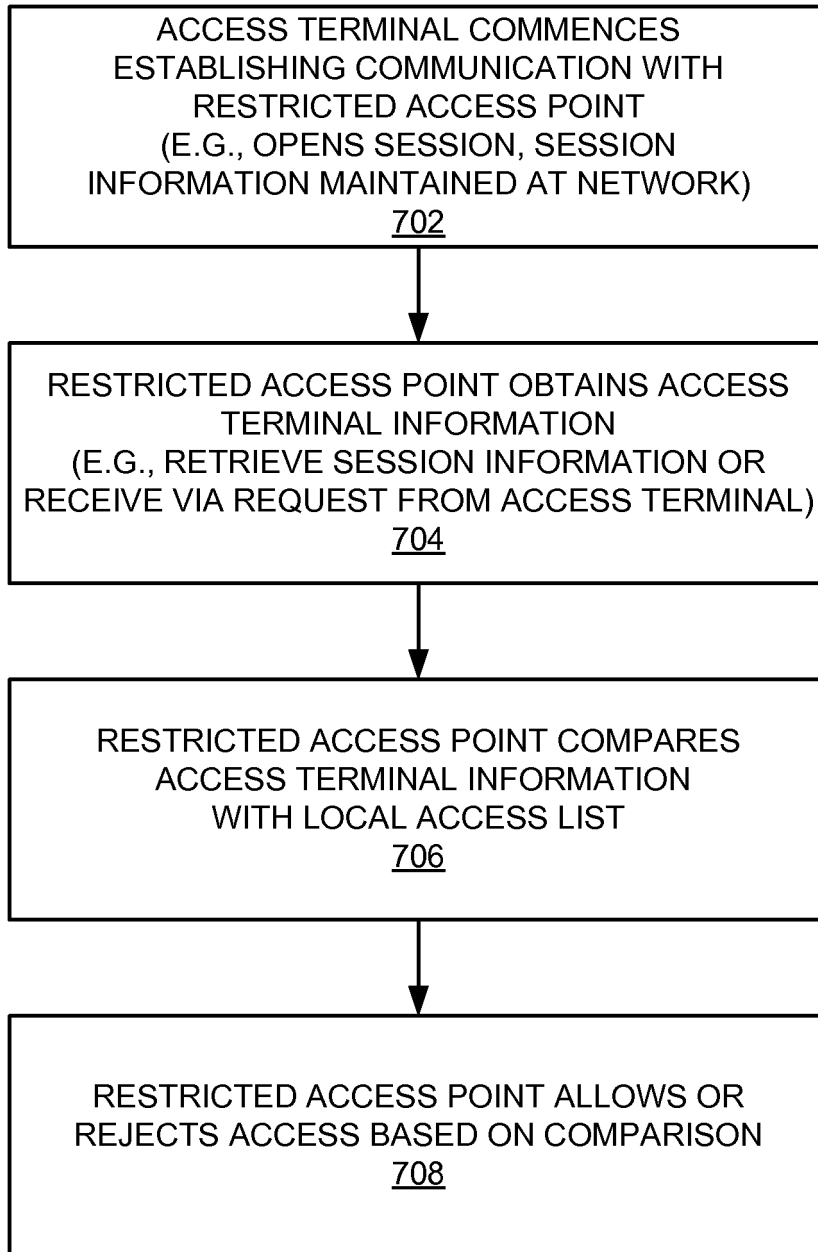 ACCESS TERMINAL COMMENCES
ESTABLISHING COMMUNICATION WITH
RESTRICTED ACCESS POINT
(E.G., OPENS SESSION, SESSION
INFORMATION MAINTAINED AT NETWORK)
702
RESTRICTED ACCESS POINT OBTAINS ACCESS
TERMINAL INFORMATION
(E.G., RETRIEVE SESSION INFORMATION OR
RECEIVE VIA REQUEST FROM ACCESS TERMINAL)
704
RESTRICTED ACCESS POINT COMPARES
ACCESS TERMINAL INFORMATION
WITH LOCAL ACCESS LIST
706
RESTRICTED ACCESS POINT ALLOWS OR
REJECTS ACCESS BASED ON COMPARISON
708